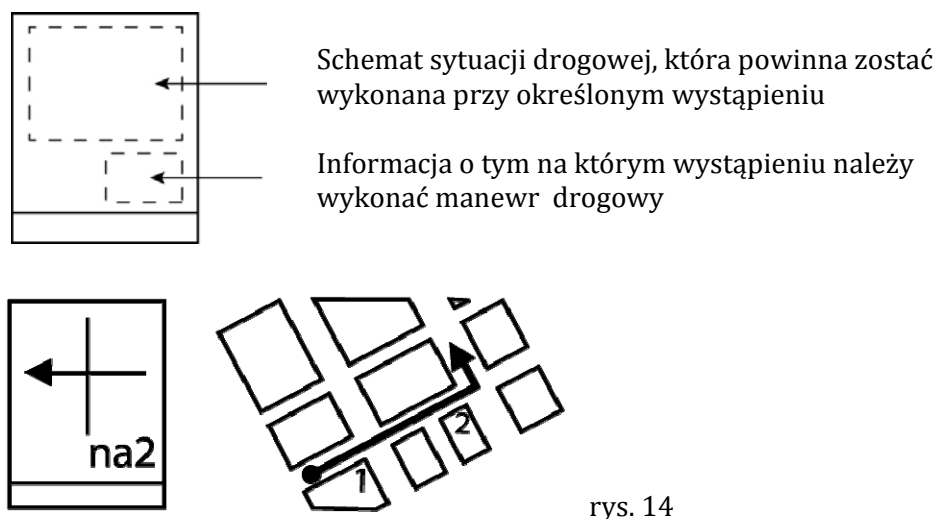 Schemat sytuacji drogowej, która powinna zostać
wykonana przy określonym wystąpieniu
Informacja o tym na którym wystąpieniu należy
wykonać manewr drogowy
na2
1
2
rys. 14